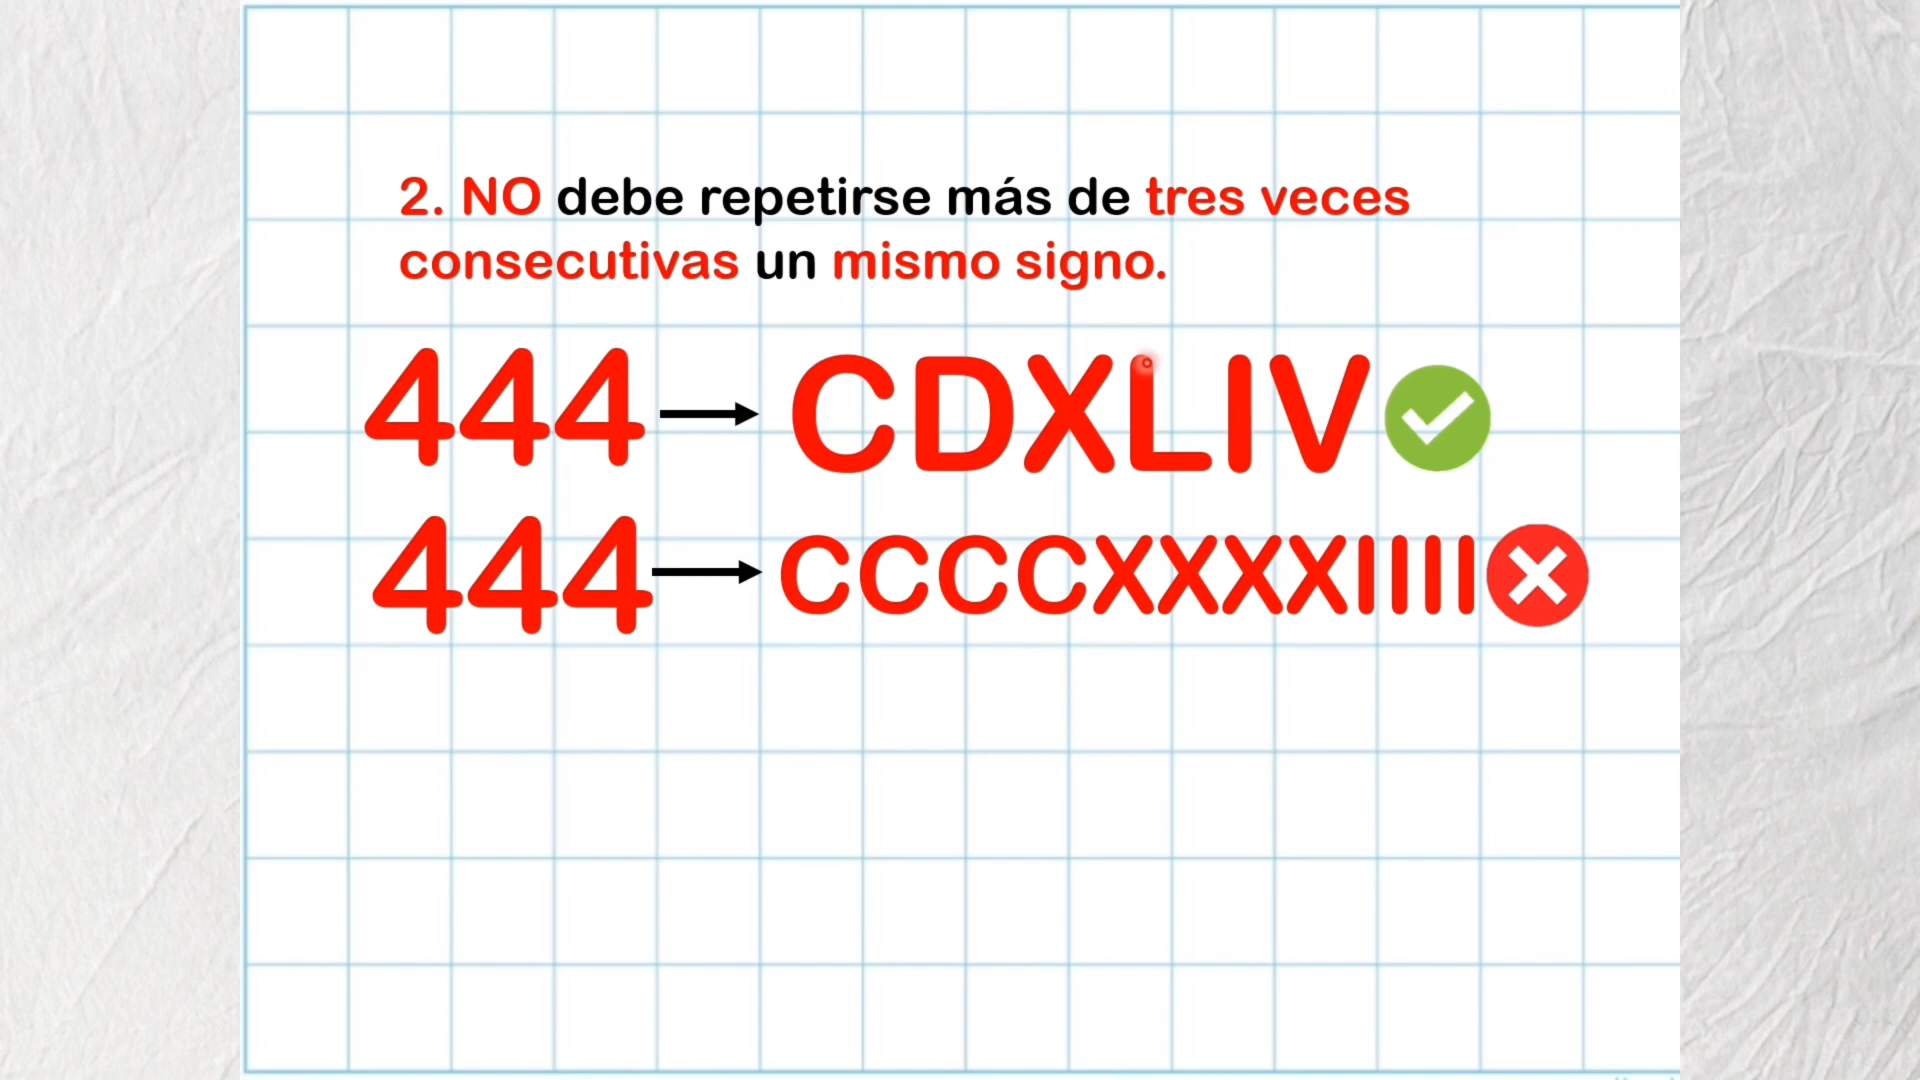 2. NO debe repetirse más de tres veces
consecutivas un mismo signo.
444 → CDXLIV
444 → CCCCXXXXIIII